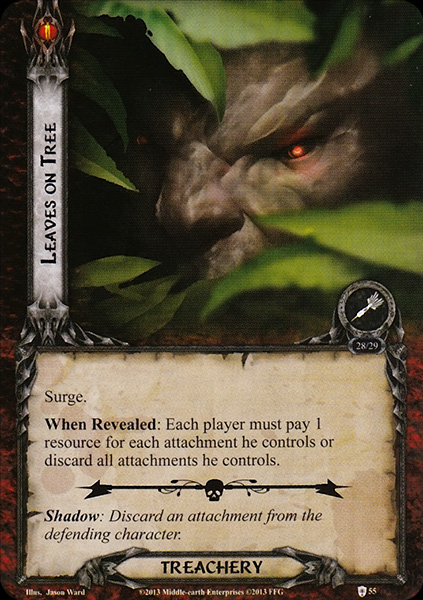 LEAVES ON TREE
28/29
Surge.
When Revealed: Each player must pay 1
resource for each attachment he controls or
discard all attachments he controls.
Shadow: Discard an attachment from the
defending character.
TREACHERY
Illus. Jason Ward
©2013 Middle-earth Enterprises ©2013 FFG
55